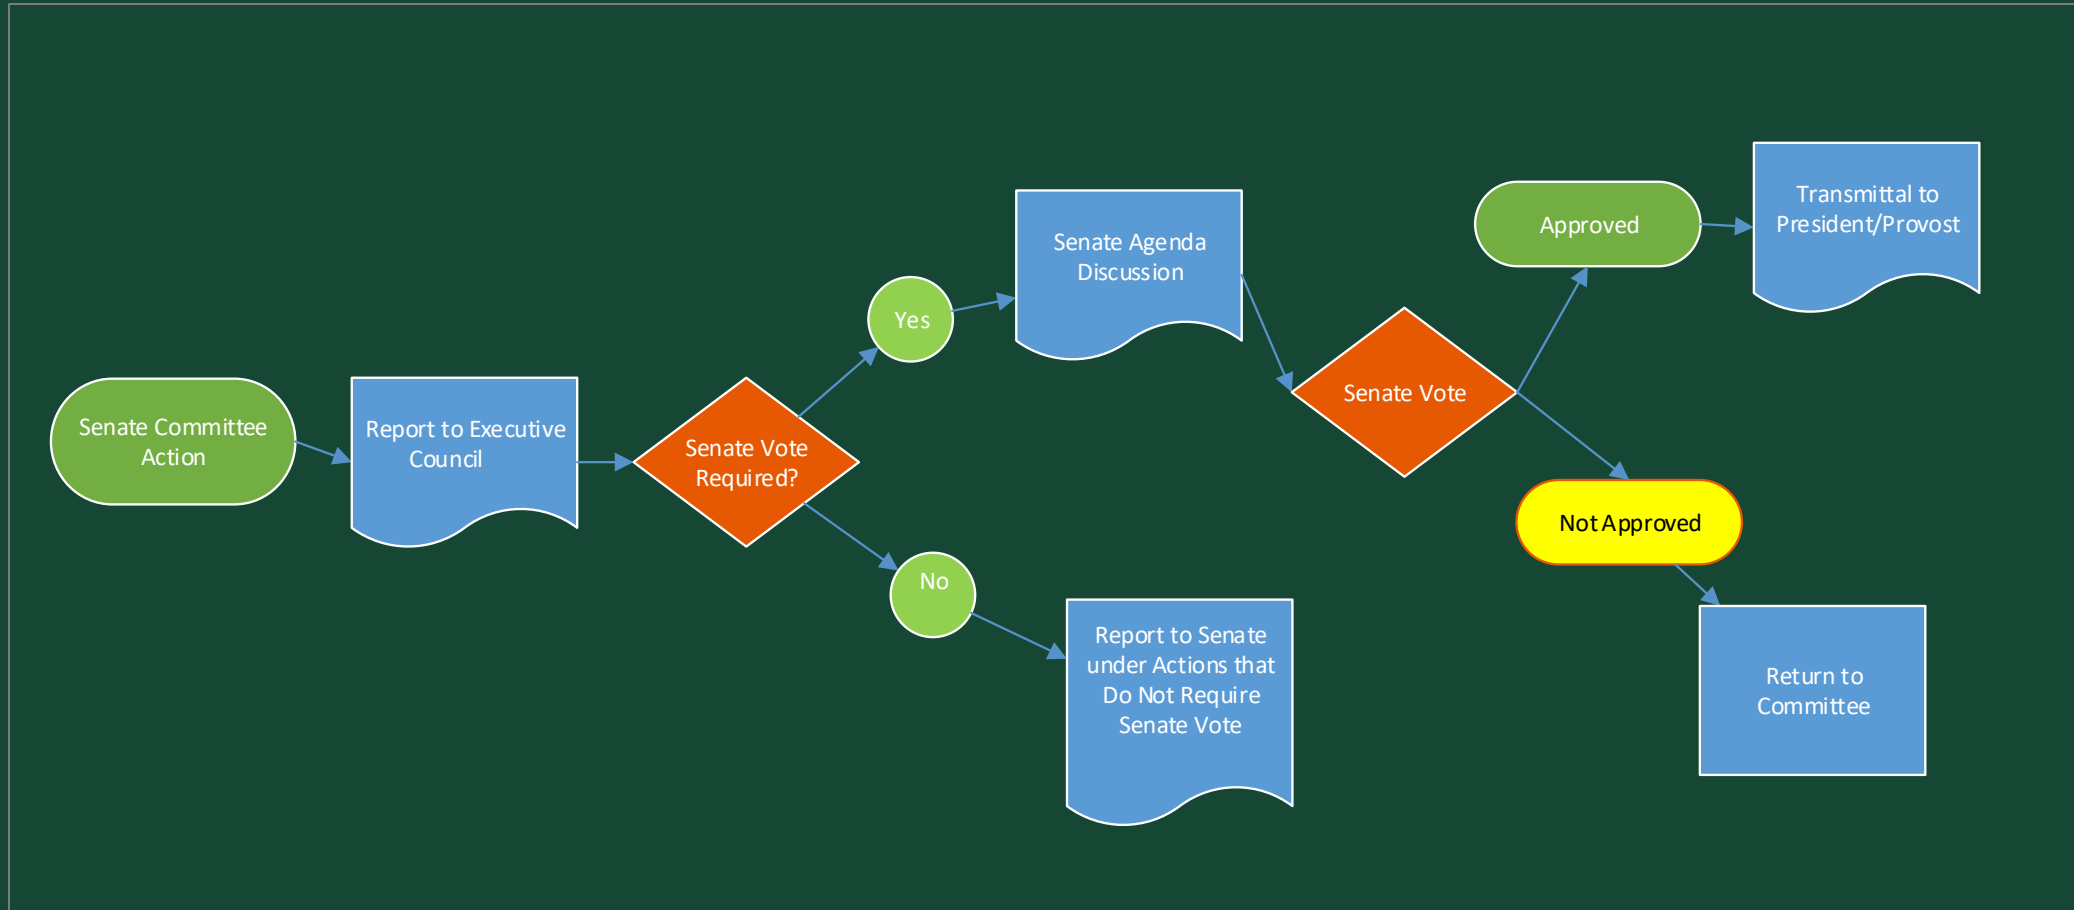 Senate Committee
Action
Report to Executive
Council
Senate Vote
Required?
Yes
No
Senate Agenda
Discussion
Report to Senate
under Actions that
Do Not Require
Senate Vote
Senate Vote
Approved
Transmittal to
President/Provost
Not Approved
Return to
Committee